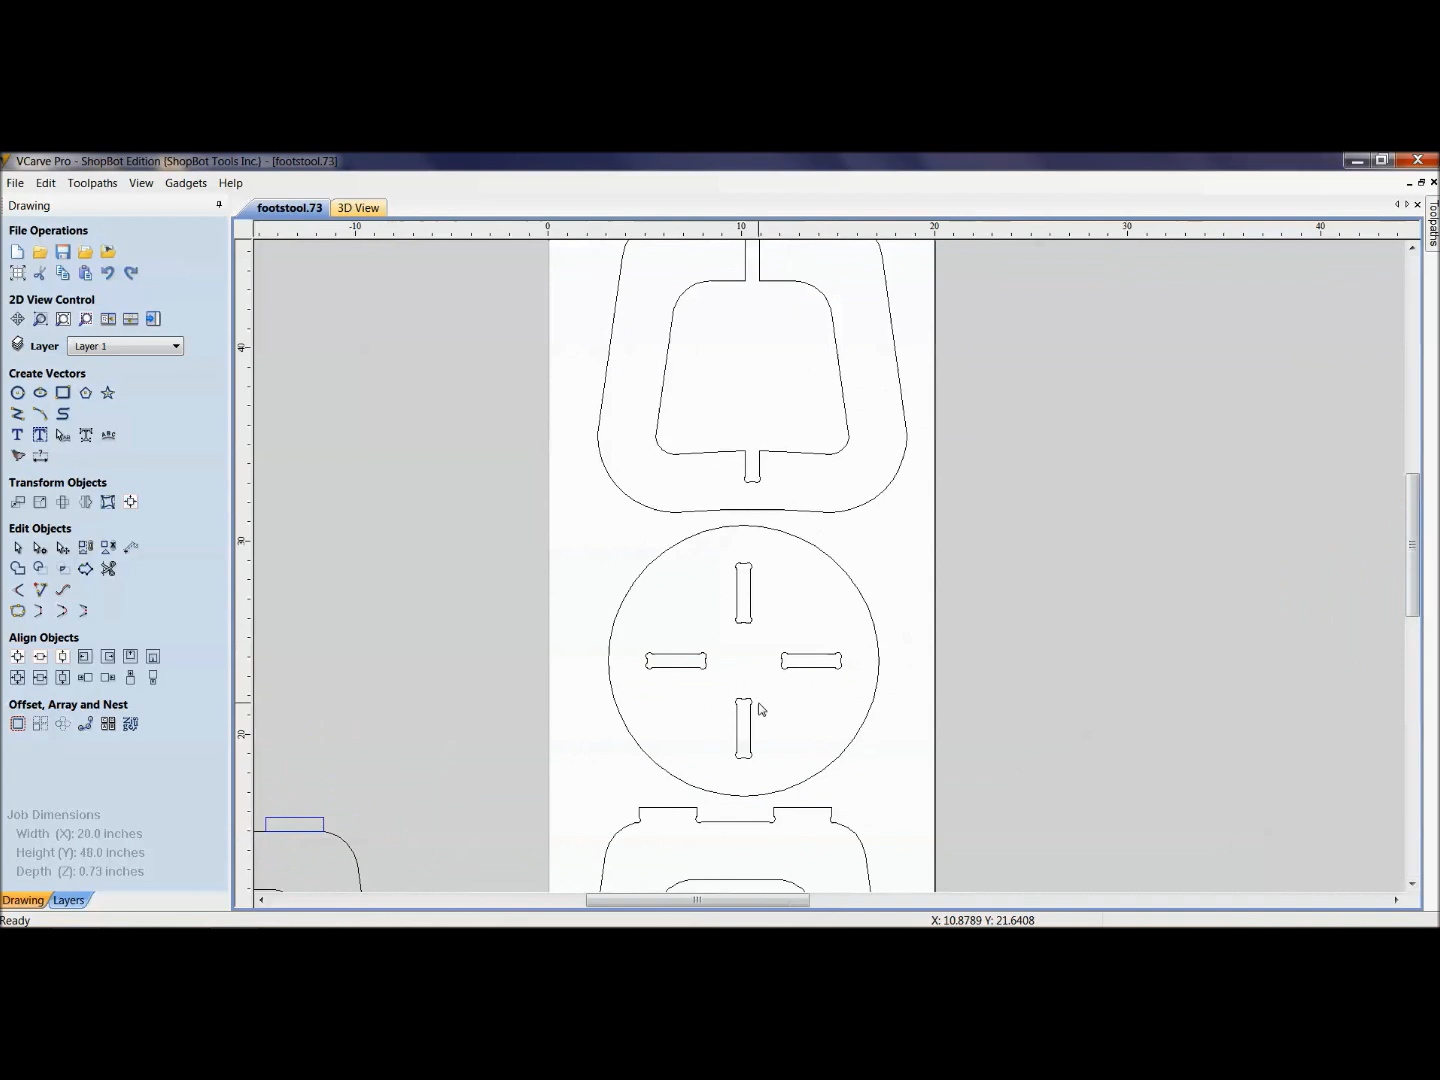 VCarve Pro - ShopBot Edition {ShopBot Tools Inc.} - [footstool.73]
File Edit Toolpaths View Gadgets Help
Drawing
footstool.73 3D View
File Operations
2D View Control
Layer Layer 1
Create Vectors
Transform Objects
Edit Objects
Align Objects
Offset, Array and Nest
Job Dimensions
Width (X): 20.0 inches
Height (Y): 48.0 inches
Depth (Z): 0.73 inches
Drawing Layers
Ready
X: 10.8789 Y: 21.6408
-10 0 10 20 30 40
40
30
20
Toolpaths